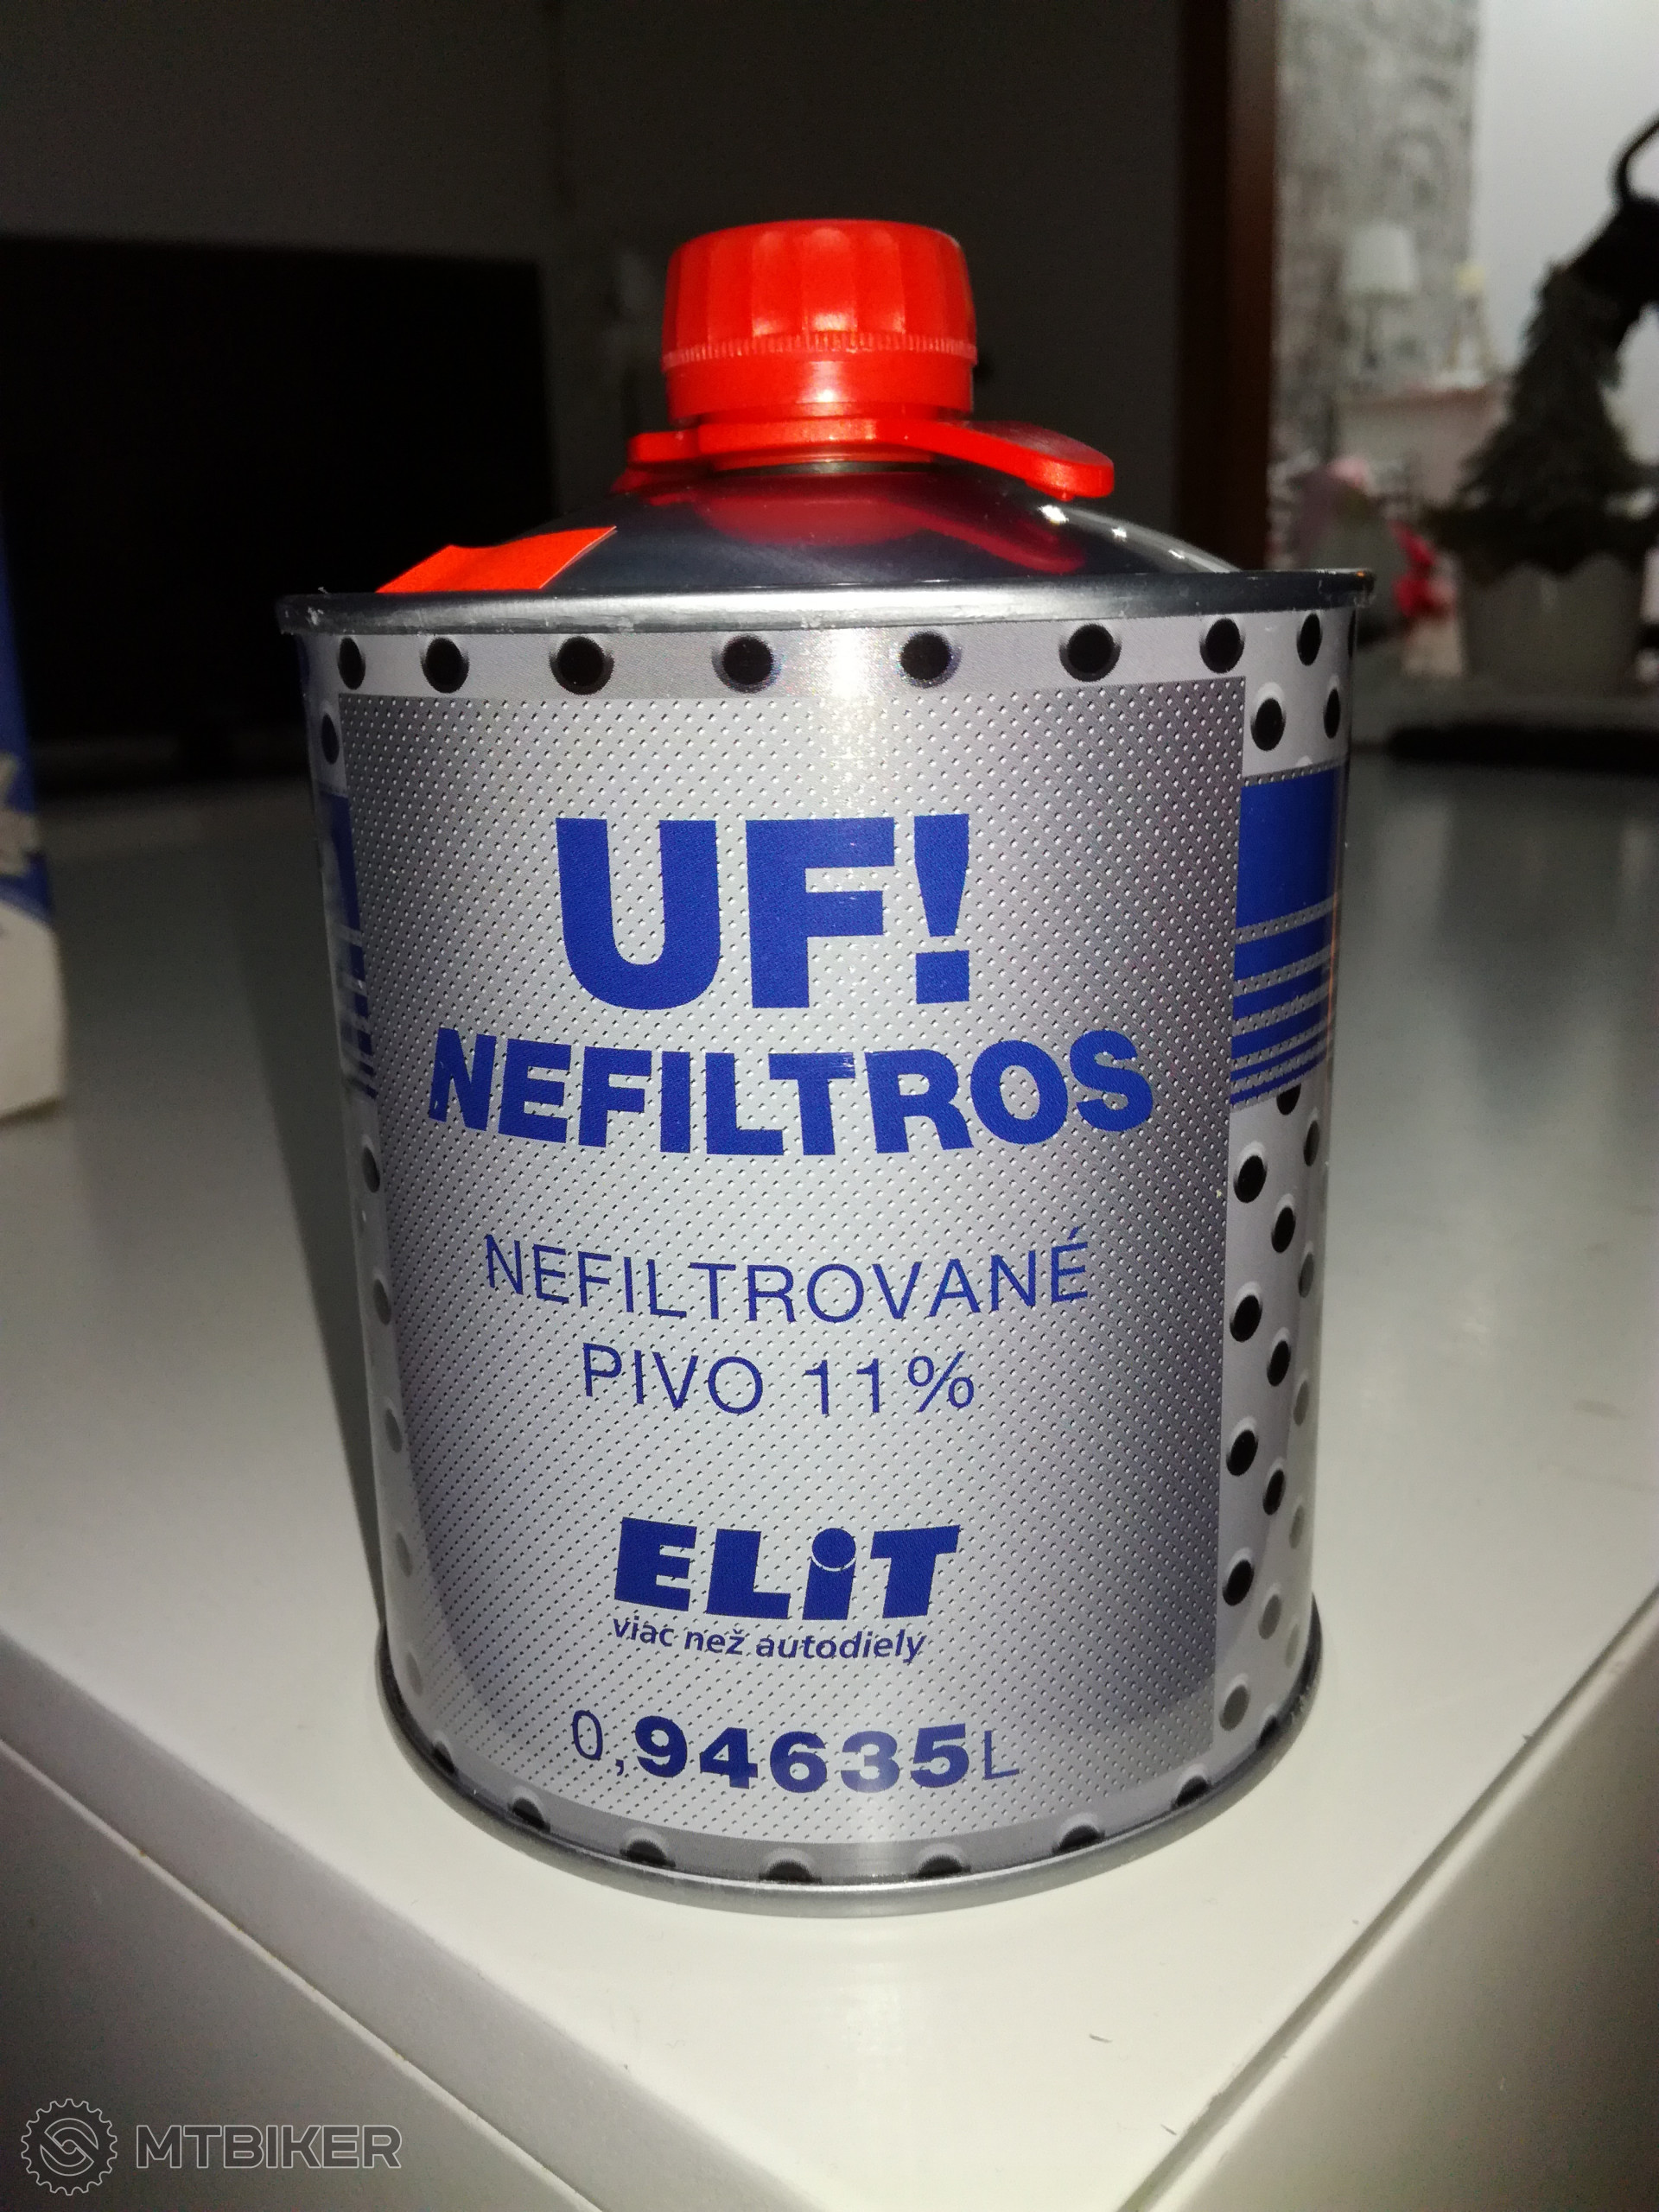 UF!
NEFILTROS
NEFILTROVANÉ
PIVO 11%
ELiT
viac než autodiely
0,94635L
MTBIKER